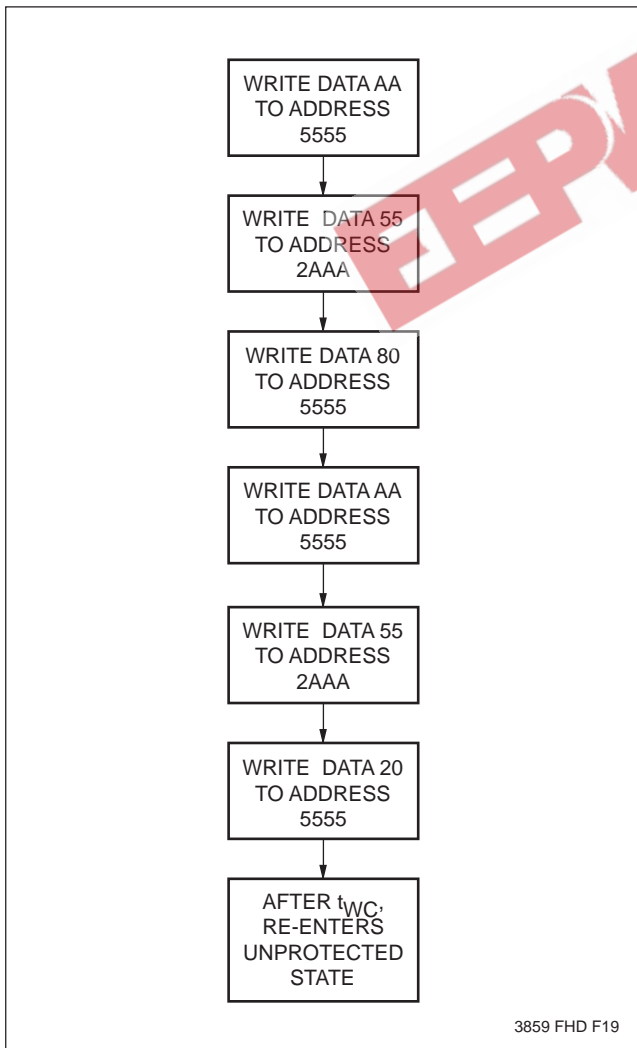 WRITE DATA AA
TO ADDRESS
5555
WRITE DATA 55
TO ADDRESS
2AAA
WRITE DATA 80
TO ADDRESS
5555
WRITE DATA AA
TO ADDRESS
5555
WRITE DATA 55
TO ADDRESS
2AAA
WRITE DATA 20
TO ADDRESS
5555
AFTER tWC,
RE-ENTERS
UNPROTECTED
STATE
3859 FHD F19